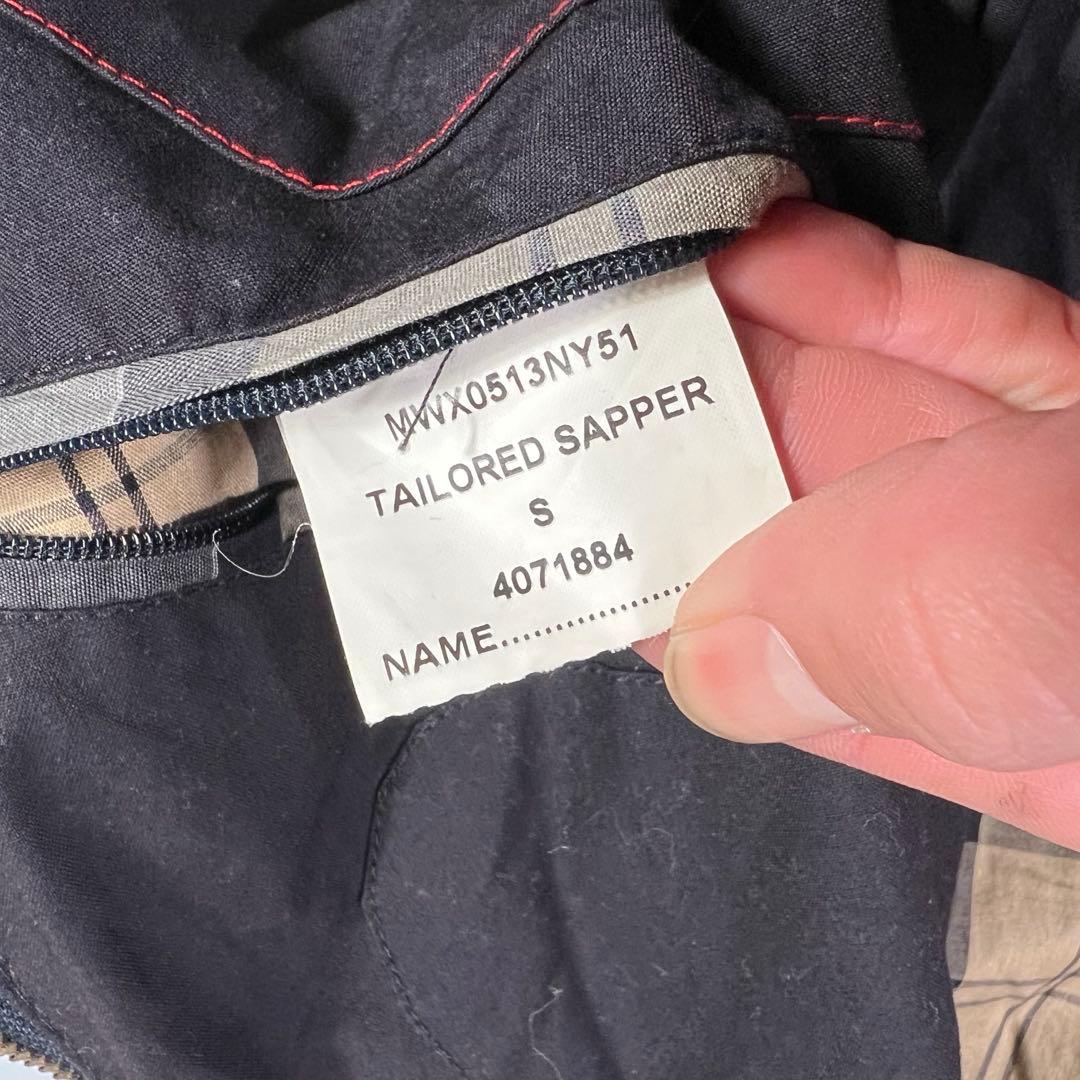 MWX0513NY51
TAILORED SAPPER
S
4071884
NAME.....................